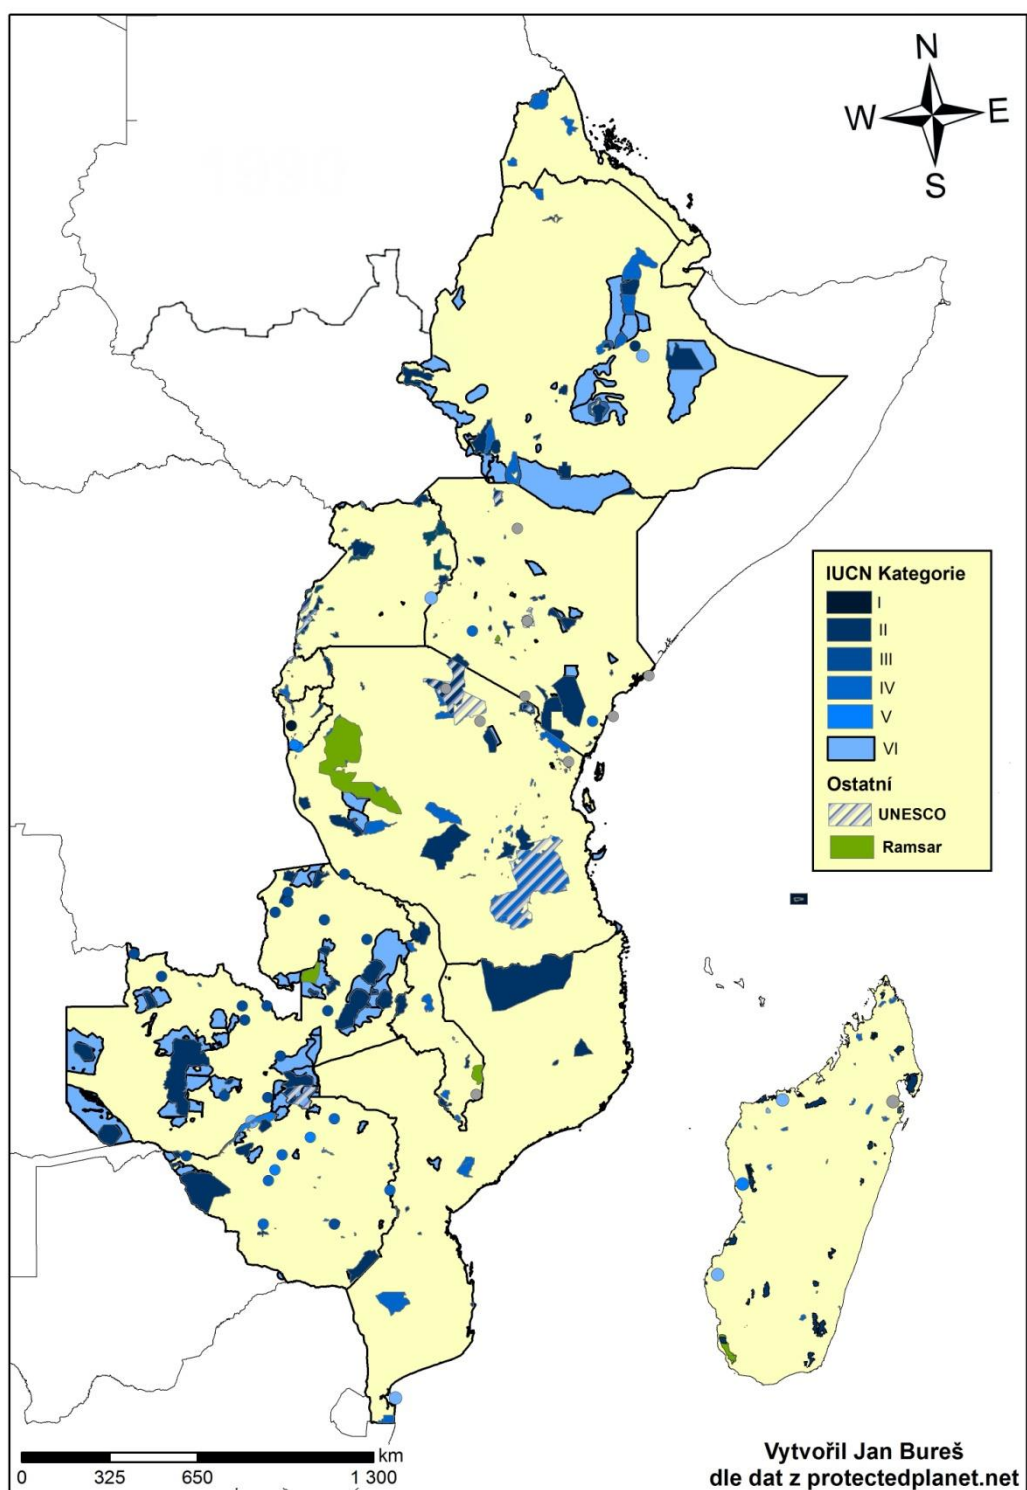 N
W
E
S
IUCN Kategorie
I
II
III
IV
V
VI
Ostatní
UNESCO
Ramsar
km
0 325 650 1 300
Vytvořil Jan Bureš
dle dat z protectedplanet.net